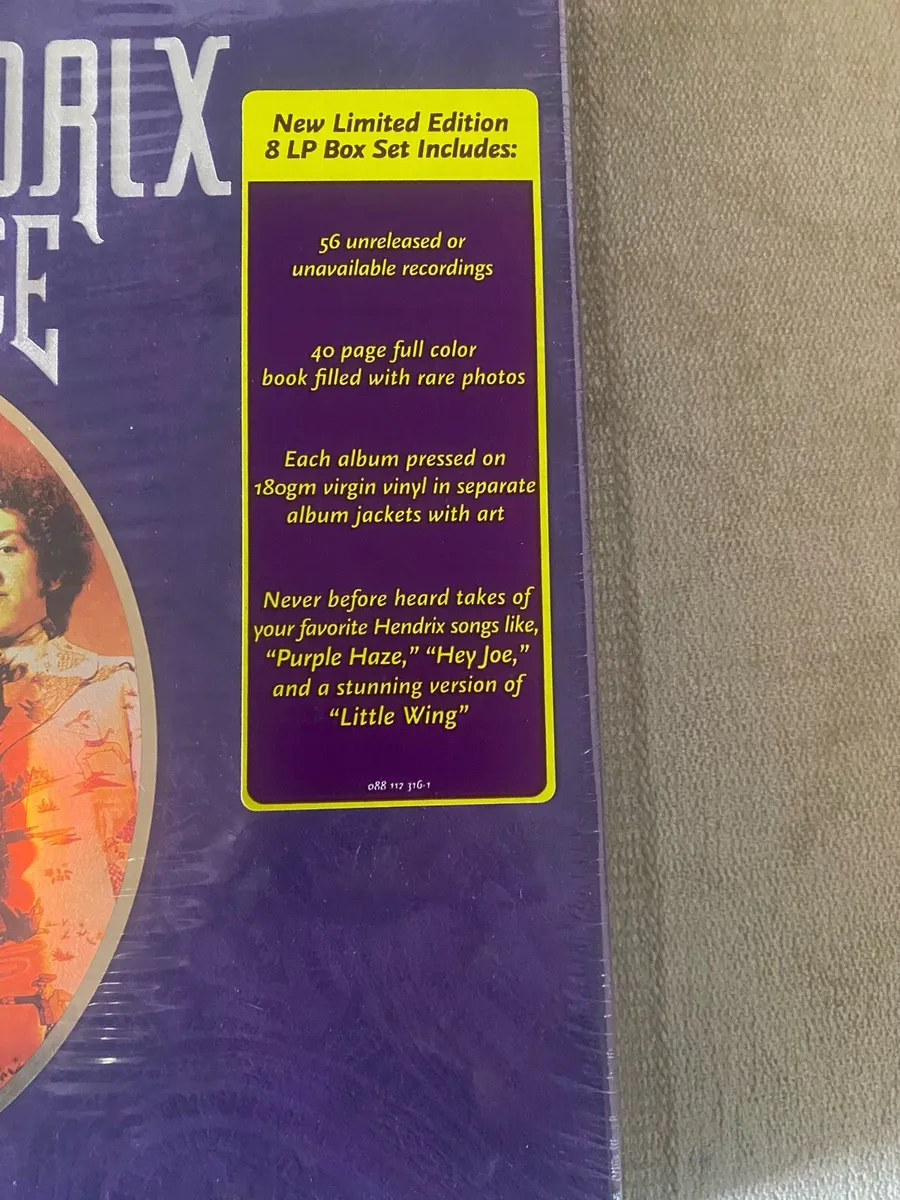 DRIX
CE
New Limited Edition
8 LP Box Set Includes:
56 unreleased or
unavailable recordings
40 page full color
book filled with rare photos
Each album pressed on
180gm virgin vinyl in separate
album jackets with art
Never before heard takes of
your favorite Hendrix songs like,
“Purple Haze,” “Hey Joe,”
and a stunning version of
“Little Wing”
088 112 316-1